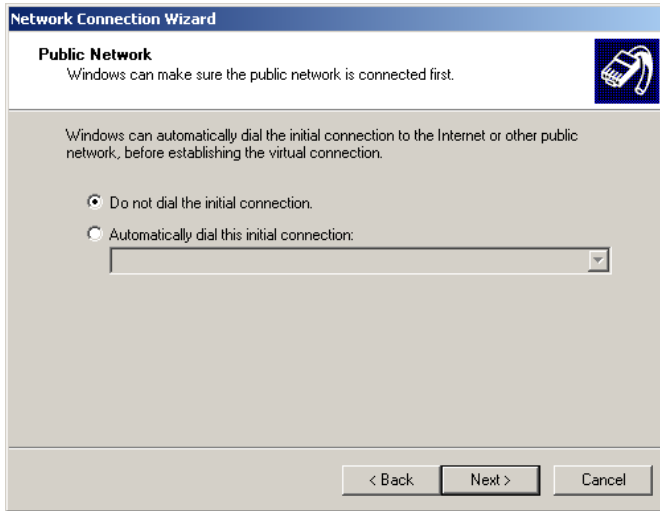 Network Connection Wizard
Public Network
Windows can make sure the public network is connected first.
Windows can automatically dial the initial connection to the Internet or other public
network, before establishing the virtual connection.
Do not dial the initial connection.
Automatically dial this initial connection:
< Back
Next >
Cancel